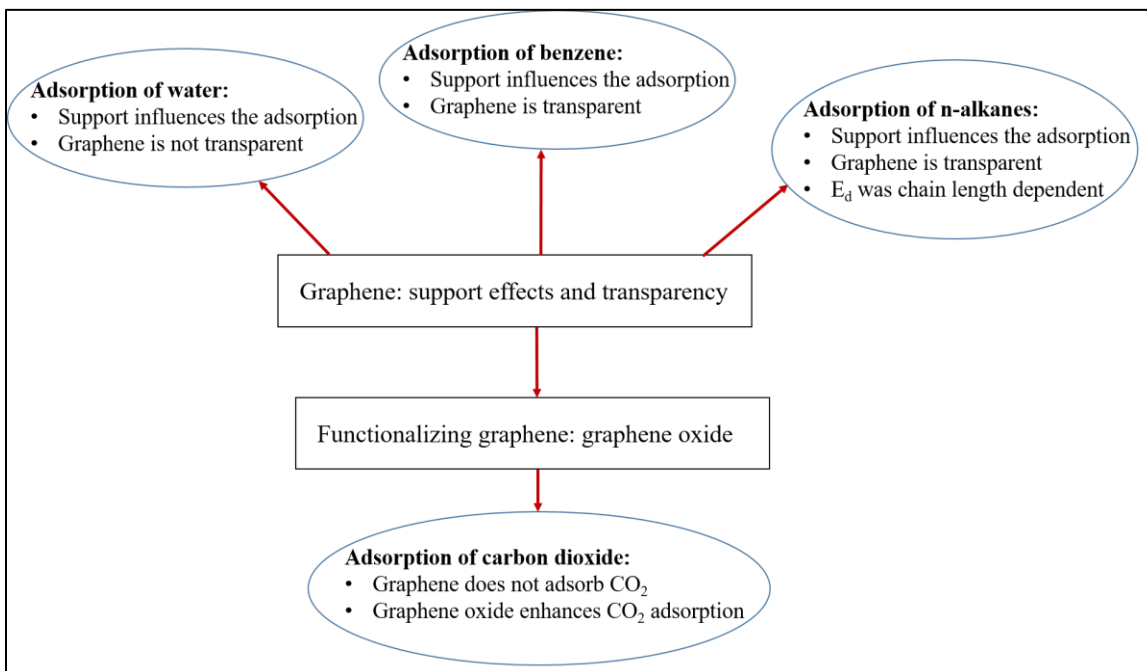 Adsorption of benzene:
• Support influences the adsorption
• Graphene is transparent
Adsorption of water:
• Support influences the adsorption
• Graphene is not transparent
Adsorption of n-alkanes:
• Support influences the adsorption
• Graphene is transparent
• E_d was chain length dependent
Graphene: support effects and transparency
Functionalizing graphene: graphene oxide
Adsorption of carbon dioxide:
• Graphene does not adsorb CO₂
• Graphene oxide enhances CO₂ adsorption